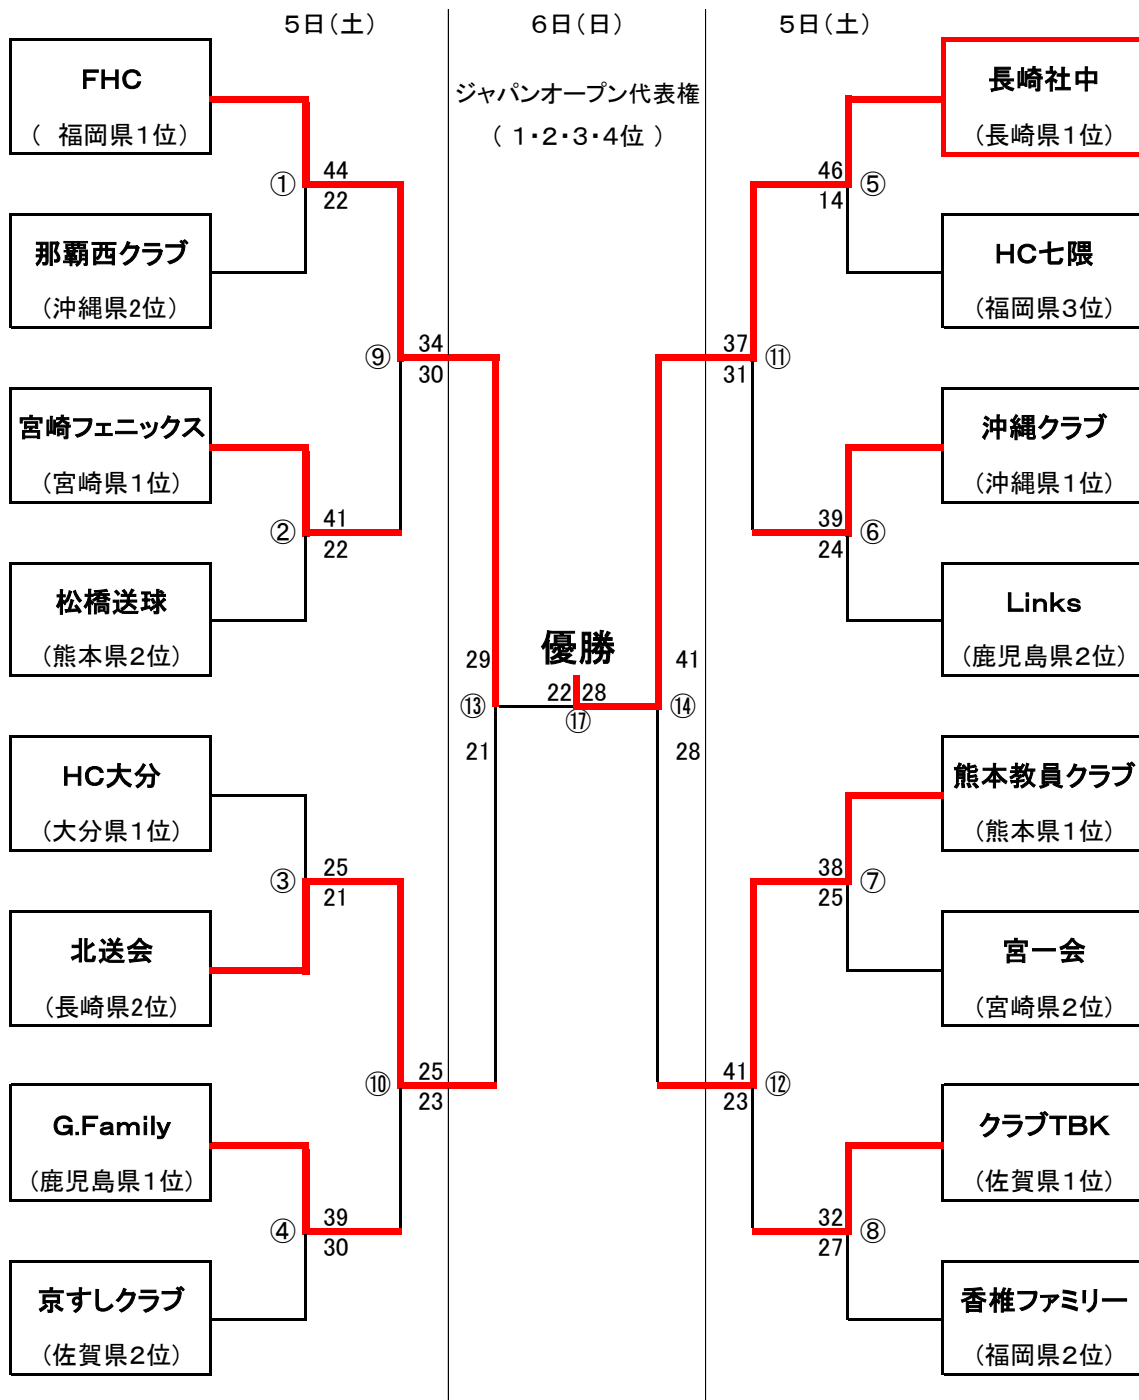 5日(土)
6日(日)
5日(土)
ジャパンオープン代表権
( 1・2・3・4位 )
FHC
( 福岡県1位)
①
44
22
那覇西クラブ
(沖縄県2位)
⑨
34
30
宮崎フェニックス
(宮崎県1位)
②
41
22
松橋送球
(熊本県2位)
HC大分
(大分県1位)
③
25
21
北送会
(長崎県2位)
⑩
25
23
G.Family
(鹿児島県1位)
④
39
30
京すしクラブ
(佐賀県2位)
29
⑬
21
優勝
22
28
⑰
41
⑭
28
長崎社中
(長崎県1位)
46
14
⑤
HC七隈
(福岡県3位)
37
31
⑪
沖縄クラブ
(沖縄県1位)
39
24
⑥
Links
(鹿児島県2位)
熊本教員クラブ
(熊本県1位)
38
25
⑦
宮一会
(宮崎県2位)
41
23
⑫
クラブTBK
(佐賀県1位)
32
27
⑧
香椎ファミリー
(福岡県2位)